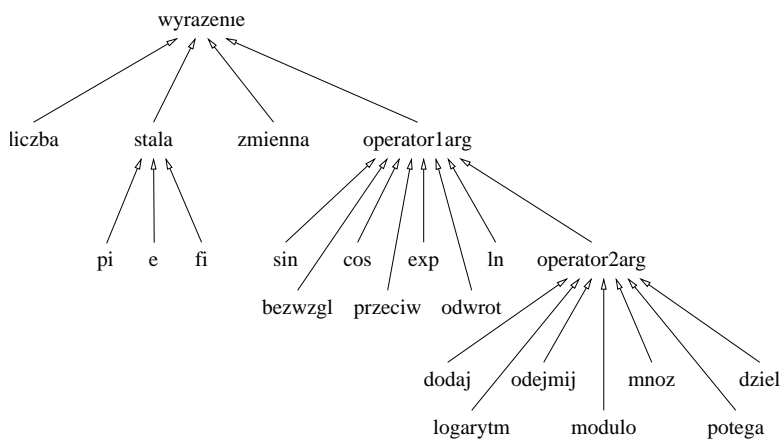 wyrazenie
liczba stala zmienna operator1arg
pi e fi sin cos exp ln operator2arg
bezwzgl przeciw odwrot
dodaj odejmij mnoz dziel
logarytm modulo potega